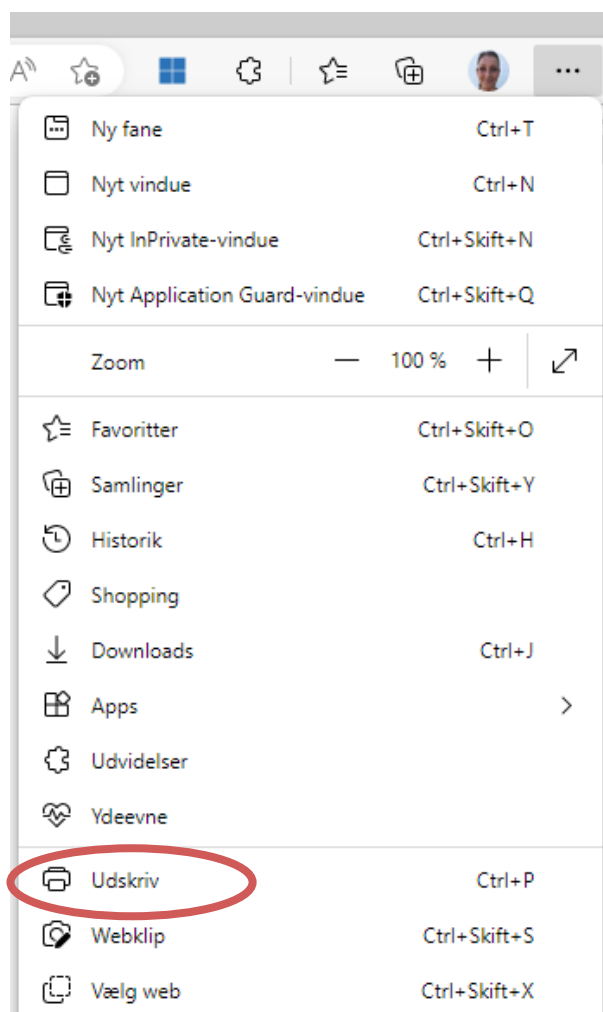 A
Ny fane Ctrl+T
Nyt vindue Ctrl+N
Nyt InPrivate-vindue Ctrl+Skift+N
Nyt Application Guard-vindue Ctrl+Skift+Q
Zoom — 100 % +
Favoritter Ctrl+Skift+O
Samlinger Ctrl+Skift+Y
Historik Ctrl+H
Shopping
Downloads Ctrl+J
Apps
Udvidelser
Ydeevne
Udskriv Ctrl+P
Webklip Ctrl+Skift+S
Vælg web Ctrl+Skift+X